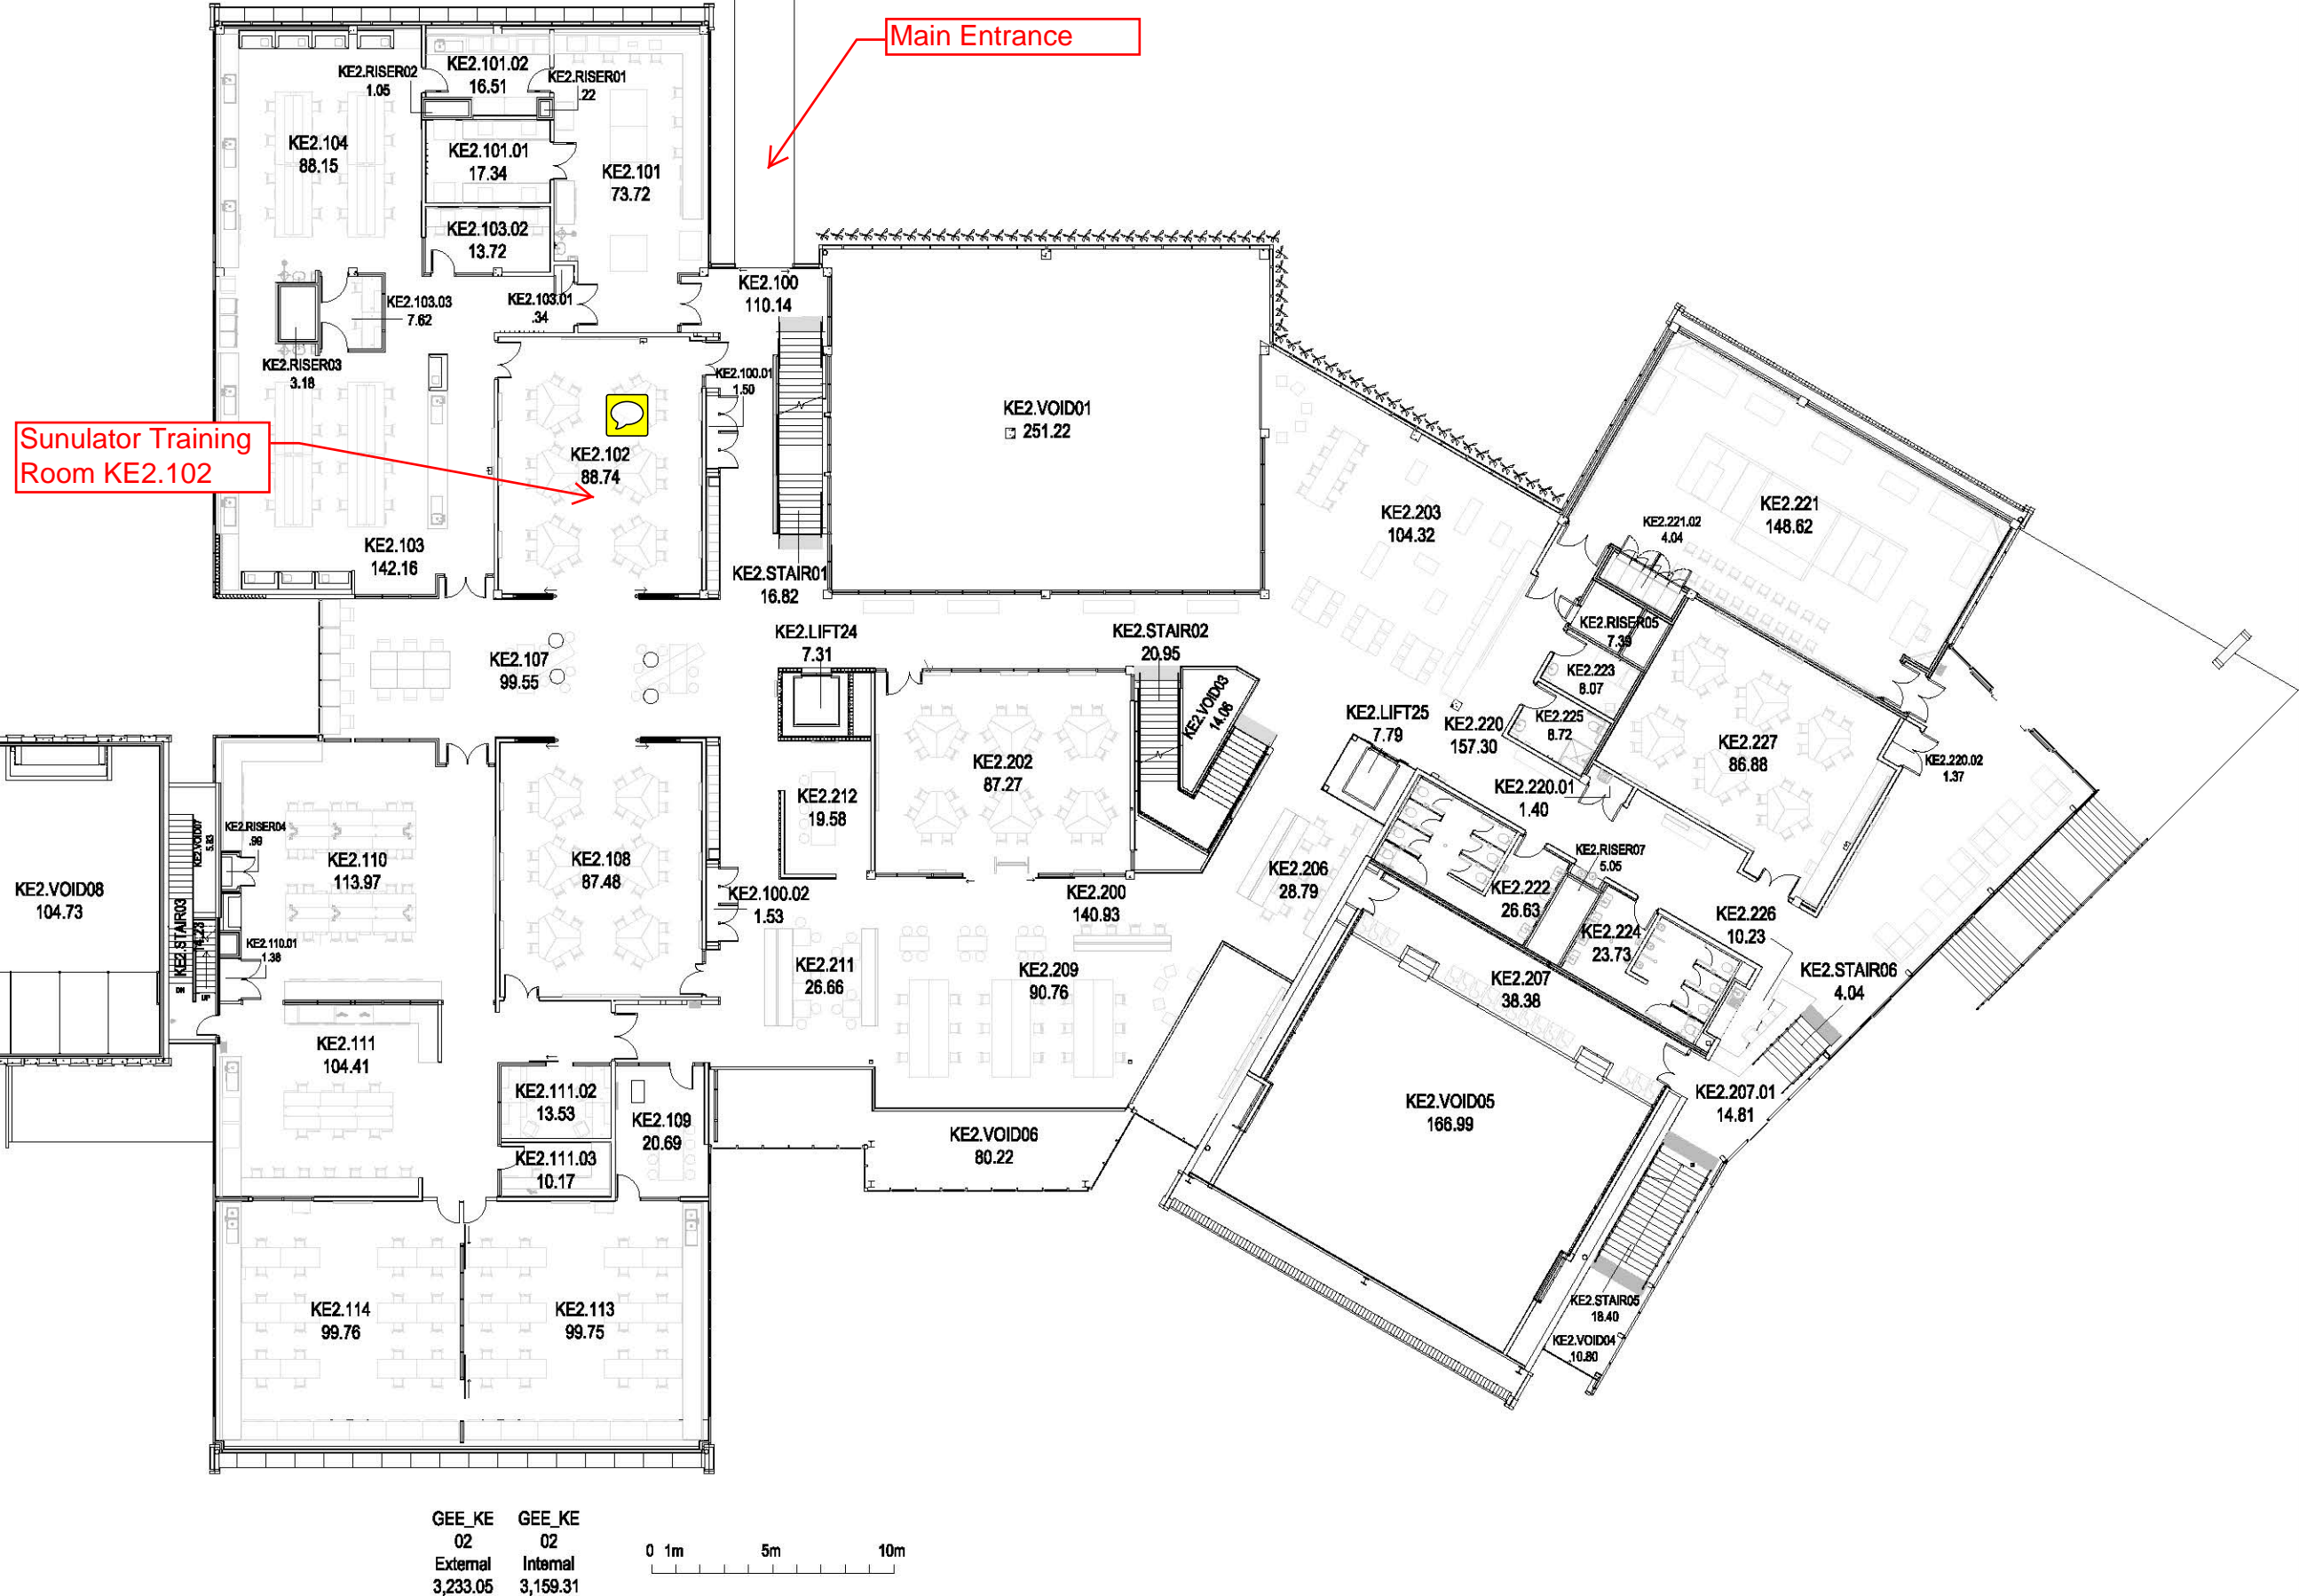 Main Entrance
KE2.101.02
16.51
KE2.RISER02
1.05
KE2.RISER01
.22
KE2.104
88.15
KE2.101.01
17.34
KE2.101
73.72
KE2.103.02
13.72
KE2.100
110.14
KE2.103.03
7.62
KE2.103.01
.34
KE2.RISER03
3.18
KE2.100.01
1.50
Sunulator Training
Room KE2.102
KE2.102
88.74
KE2.VOID01
251.22
KE2.203
104.32
KE2.221
148.62
KE2.221.02
4.04
KE2.103
142.16
KE2.STAIR01
16.82
KE2.LIFT24
7.31
KE2.STAIR02
20.95
KE2.RISER05
7.39
KE2.107
99.55
KE2.223
8.07
KE2.VOID03
14.06
KE2.LIFT25
7.79
KE2.220
157.30
KE2.225
8.72
KE2.227
86.88
KE2.220.02
1.37
KE2.202
87.27
KE2.212
19.58
KE2.220.01
1.40
KE2.VOID07
5.83
KE2.RISER04
.99
KE2.110
113.97
KE2.108
87.48
KE2.RISER07
5.05
KE2.206
28.79
KE2.VOID08
104.73
KE2.100.02
1.53
KE2.200
140.93
KE2.222
26.63
KE2.226
10.23
KE2.STAIR03
14.23
KE2.224
23.73
KE2.110.01
1.38
DN
UP
KE2.211
26.66
KE2.209
90.76
KE2.207
38.38
KE2.STAIR06
4.04
KE2.111
104.41
KE2.111.02
13.53
KE2.109
20.69
KE2.VOID05
166.99
KE2.207.01
14.81
KE2.VOID06
80.22
KE2.111.03
10.17
KE2.114
99.76
KE2.113
99.75
KE2.STAIR05
18.40
KE2.VOID04
10.80
GEE_KE
02
External
3,233.05
GEE_KE
02
Internal
3,159.31
0 1m 5m 10m